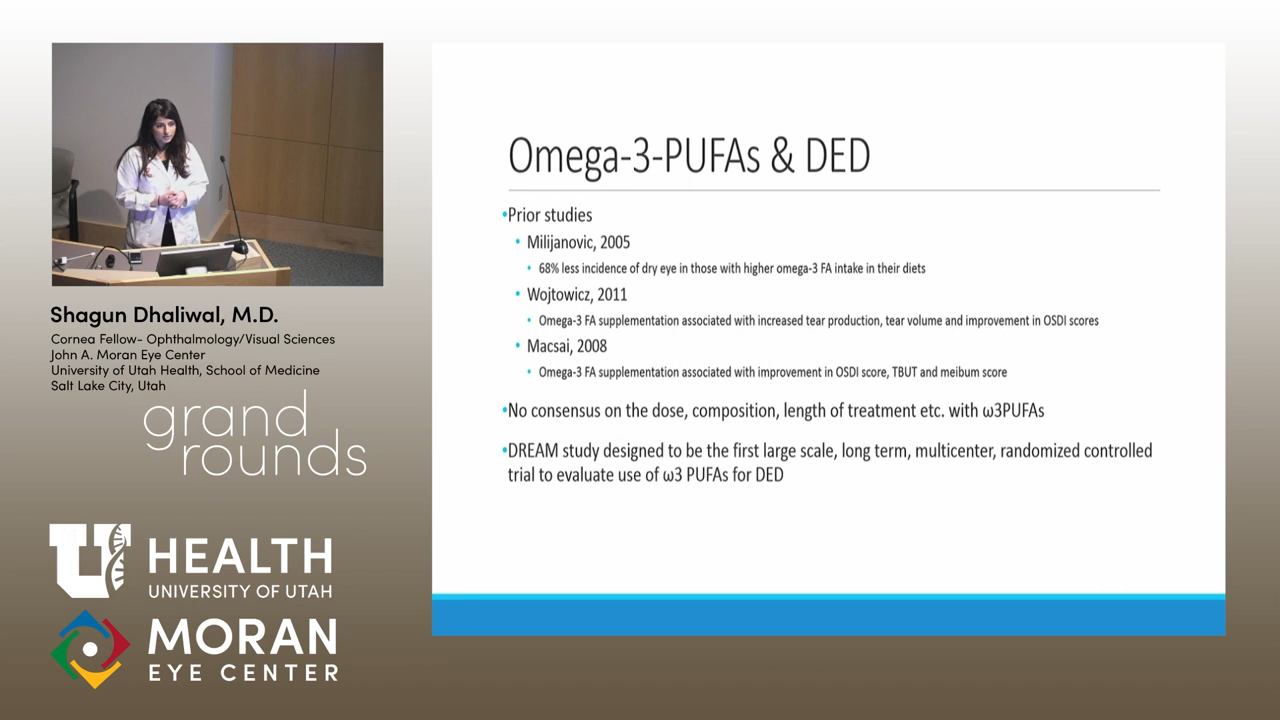 Shagun Dhaliwal, M.D.
Cornea Fellow- Ophthalmology/Visual Sciences
John A. Moran Eye Center
University of Utah Health, School of Medicine
Salt Lake City, Utah
grand
rounds
U HEALTH
UNIVERSITY OF UTAH
MORAN
EYE CENTER
Omega-3-PUFAs & DED
•Prior studies
• Milijanovic, 2005
• 68% less incidence of dry eye in those with higher omega-3 FA intake in their diets
• Wojtowicz, 2011
• Omega-3 FA supplementation associated with increased tear production, tear volume and improvement in OSDI scores
• Macsai, 2008
• Omega-3 FA supplementation associated with improvement in OSDI score, TBUT and meibum score
•No consensus on the dose, composition, length of treatment etc. with ω3PUFAs
•DREAM study designed to be the first large scale, long term, multicenter, randomized controlled
trial to evaluate use of ω3 PUFAs for DED